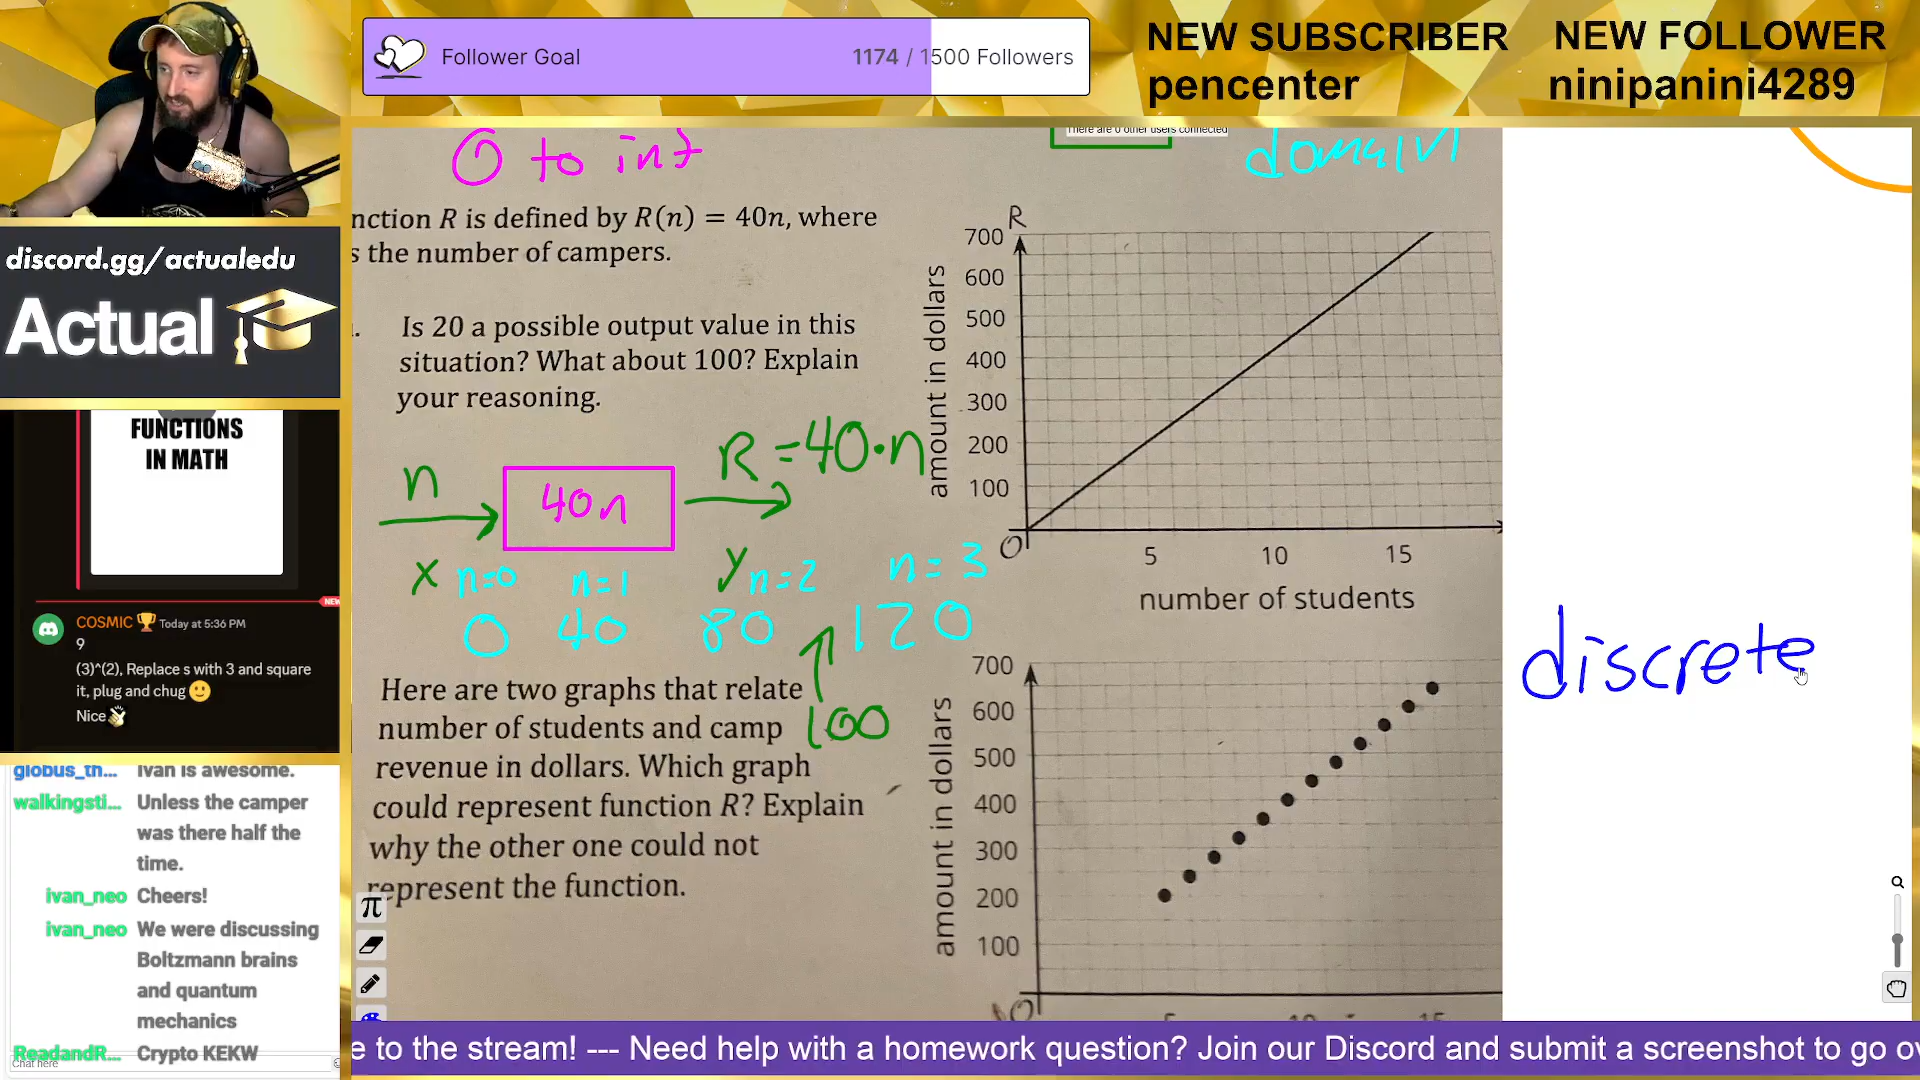 Follower Goal
1174 / 1500 Followers
NEW SUBSCRIBER
pencenter
NEW FOLLOWER
ninipanini4289
discord.gg/actualedu
Actual
FUNCTIONS
IN MATH
NEW
COSMIC Today at 5:36 PM
9
(3)^(2), Replace s with 3 and square
it, plug and chug
Nice
globus_th... Ivan is awesome.
walkingsti... Unless the camper
was there half the
time.
ivan_neo Cheers!
ivan_neo We were discussing
Boltzmann brains
and quantum
mechanics
ReadandR... Crypto KEKW
Chat here
0 to inf
There are 0 other users connected
domain
nction R is defined by R(n) = 40n, where
s the number of campers.
Is 20 a possible output value in this
situation? What about 100? Explain
your reasoning.
n
40n
R = 40·n
x
y
n=0 n=1 n=2 n=3
0 40 80 120
100
Here are two graphs that relate
number of students and camp
revenue in dollars. Which graph
could represent function R? Explain
why the other one could not
represent the function.
π
R
700
600
500
400
300
200
100
O
5 10 15
amount in dollars
number of students
700
600
500
400
300
200
100
O
amount in dollars
discrete
e to the stream! --- Need help with a homework question? Join our Discord and submit a screenshot to go ov